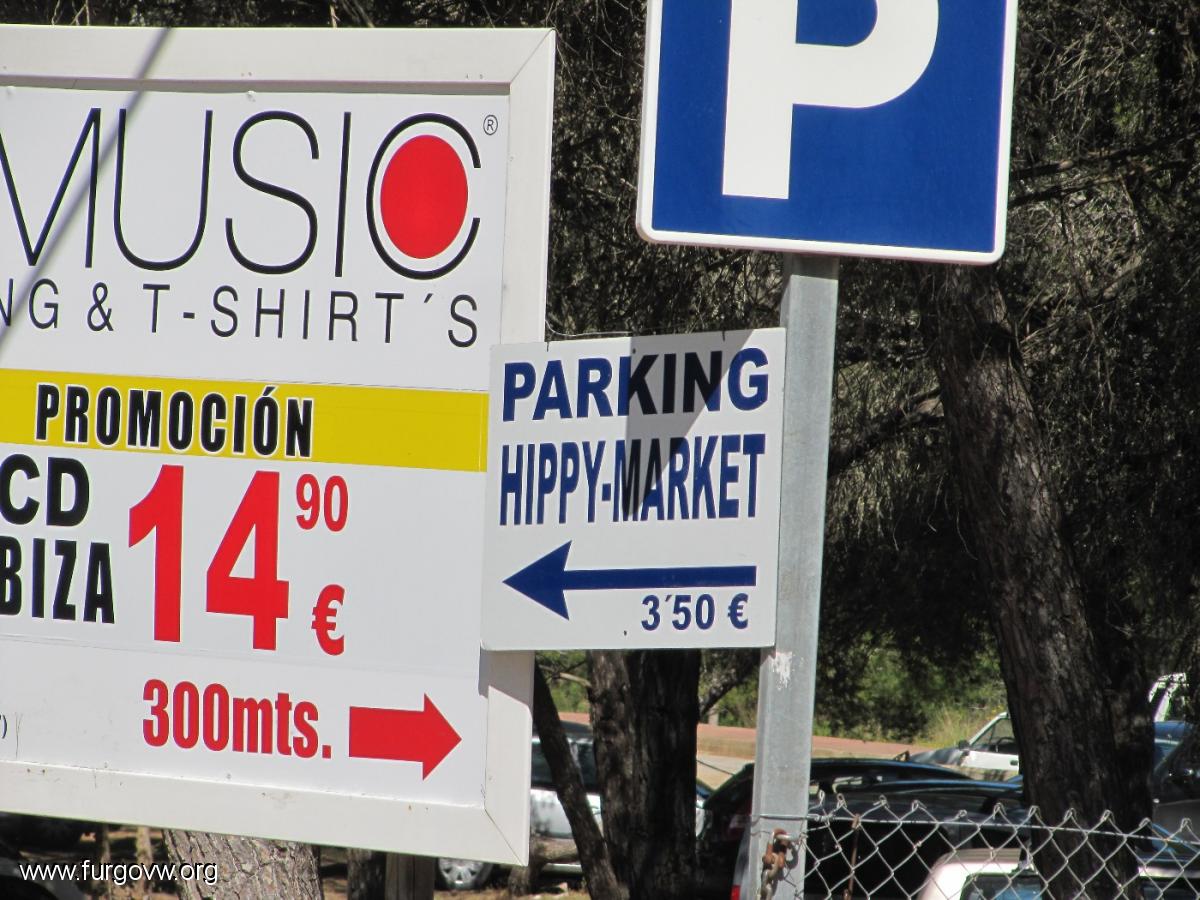 MUSIC ®
NG & T-SHIRT´S
PROMOCIÓN
CD
BIZA
14 90 €
300mts.
P
PARKING
HIPPY-MARKET
3´50 €
www.furgovw.org